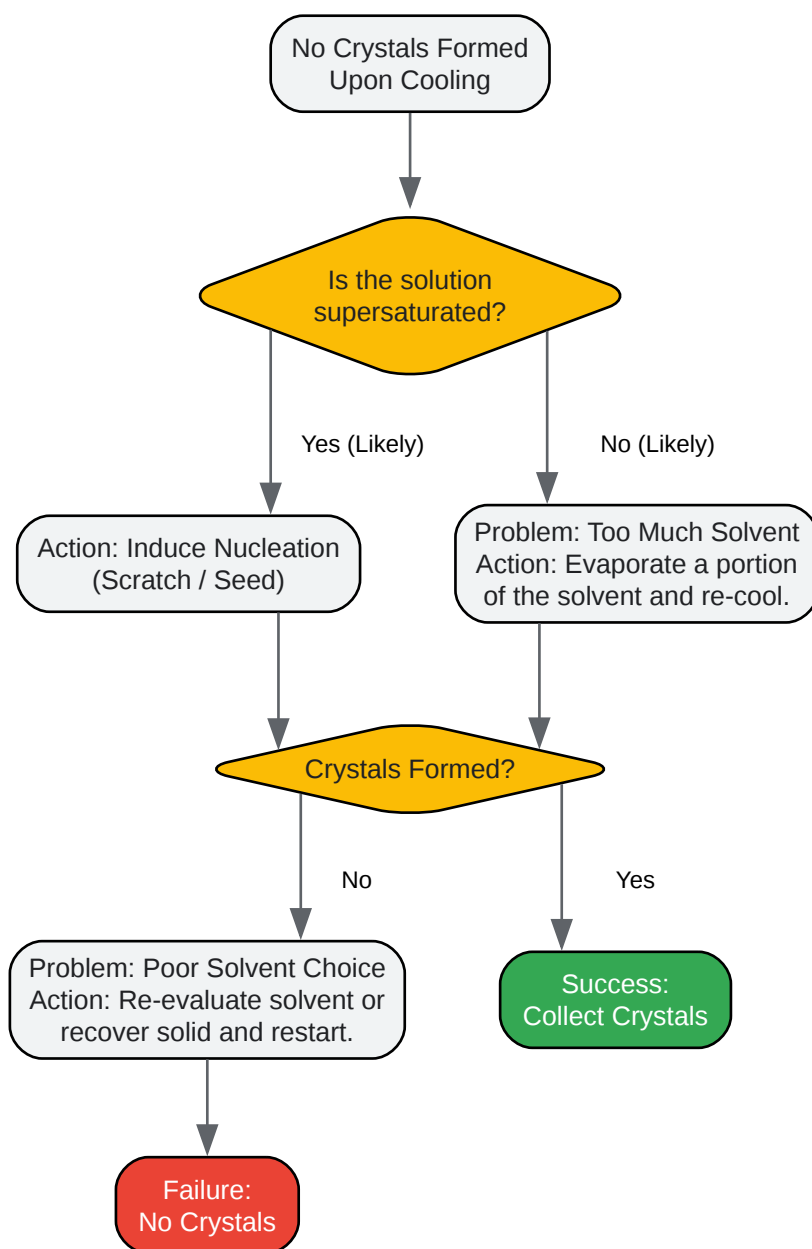 No Crystals Formed
Upon Cooling
Is the solution
supersaturated?
Yes (Likely)
No (Likely)
Action: Induce Nucleation
(Scratch / Seed)
Problem: Too Much Solvent
Action: Evaporate a portion
of the solvent and re-cool.
Crystals Formed?
No
Yes
Problem: Poor Solvent Choice
Action: Re-evaluate solvent or
recover solid and restart.
Success:
Collect Crystals
Failure:
No Crystals